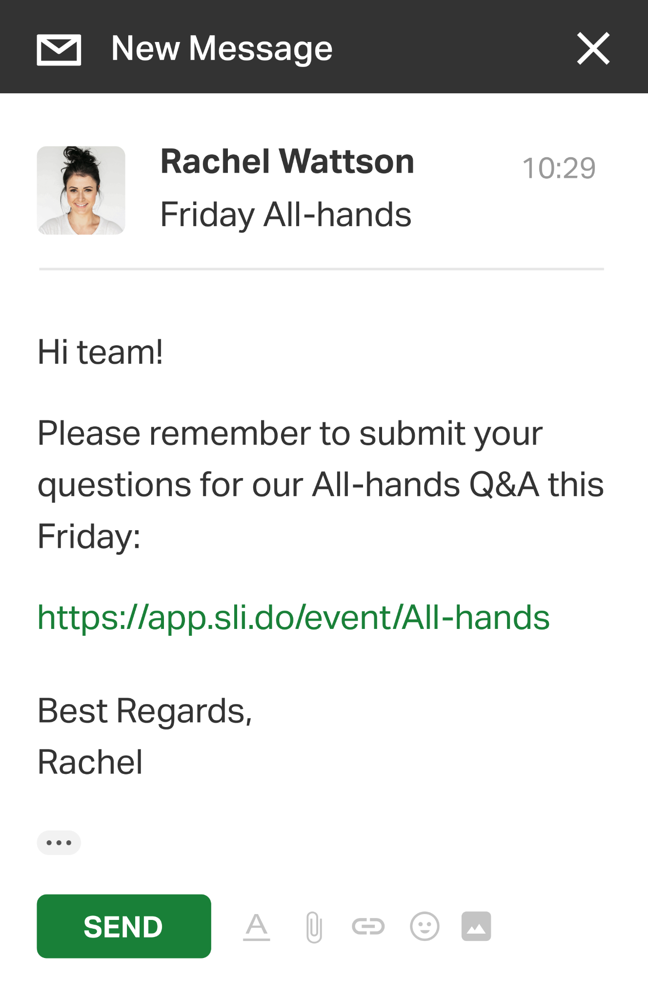 New Message
Rachel Wattson
10:29
Friday All-hands
Hi team!
Please remember to submit your
questions for our All-hands Q&A this
Friday:
https://app.sli.do/event/All-hands
Best Regards,
Rachel
SEND
A